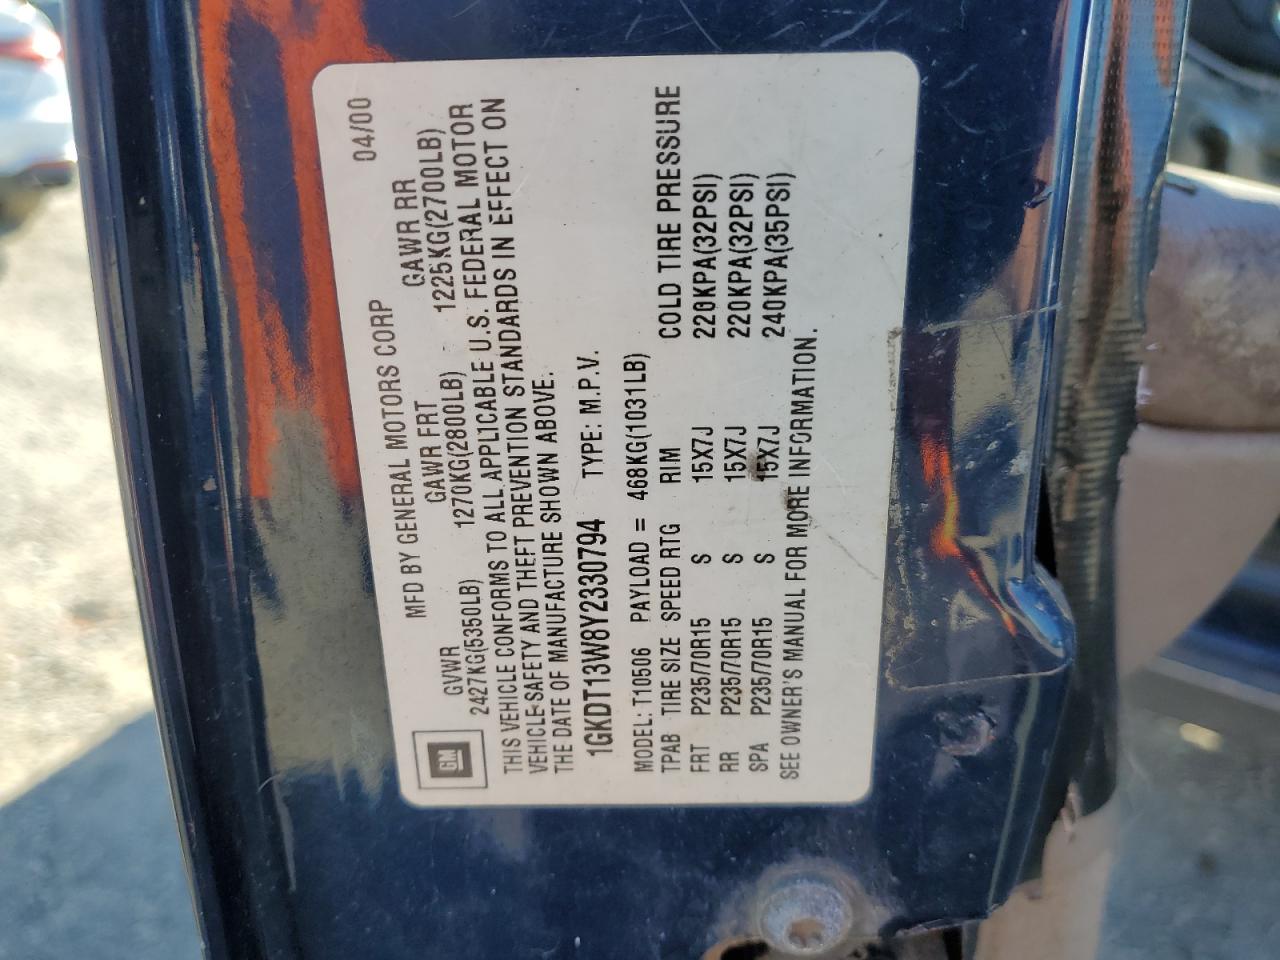 MFD BY GENERAL MOTORS CORP 04/00
GVWR GAWR FRT GAWR RR
2427KG(5350LB) 1270KG(2800LB) 1225KG(2700LB)
THIS VEHICLE CONFORMS TO ALL APPLICABLE U.S. FEDERAL MOTOR
VEHICLE SAFETY AND THEFT PREVENTION STANDARDS IN EFFECT ON
THE DATE OF MANUFACTURE SHOWN ABOVE.
1GKDT13W8Y2330794 TYPE: M.P.V.
MODEL: T10506 PAYLOAD = 468KG(1031LB)
TPAB TIRE SIZE SPEED RTG RIM COLD TIRE PRESSURE
FRT P235/70R15 S 15X7J 220KPA(32PSI)
RR P235/70R15 S 15X7J 220KPA(32PSI)
SPA P235/70R15 S 15X7J 240KPA(35PSI)
SEE OWNER'S MANUAL FOR MORE INFORMATION.
GM